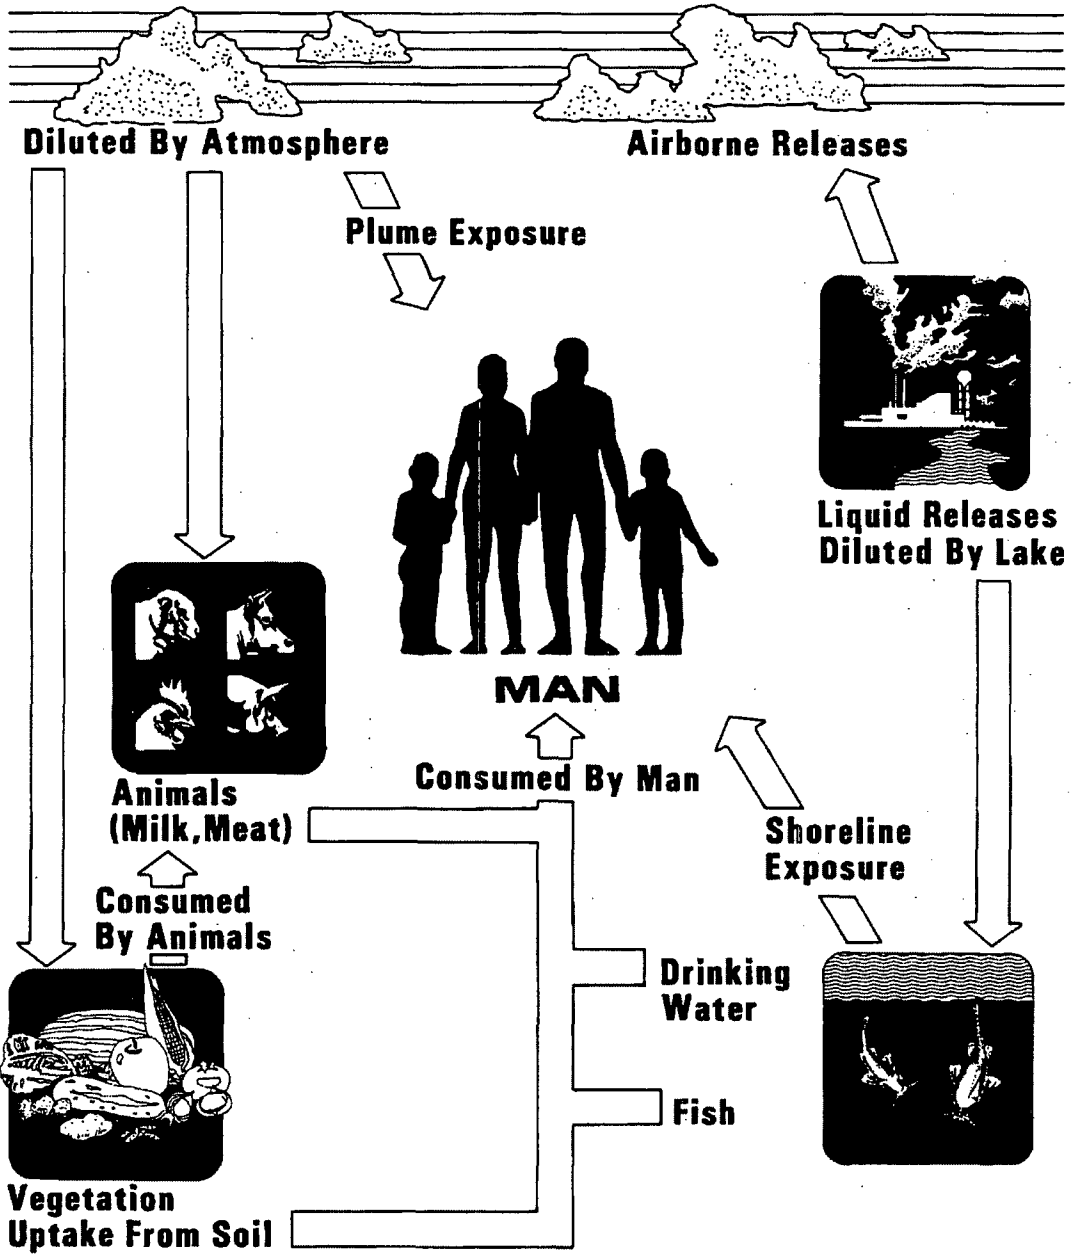 Diluted By Atmosphere
Airborne Releases
Plume Exposure
Liquid Releases
Diluted By Lake
MAN
Consumed By Man
Animals
(Milk, Meat)
Shoreline
Exposure
Consumed
By Animals
Drinking
Water
Fish
Vegetation
Uptake From Soil